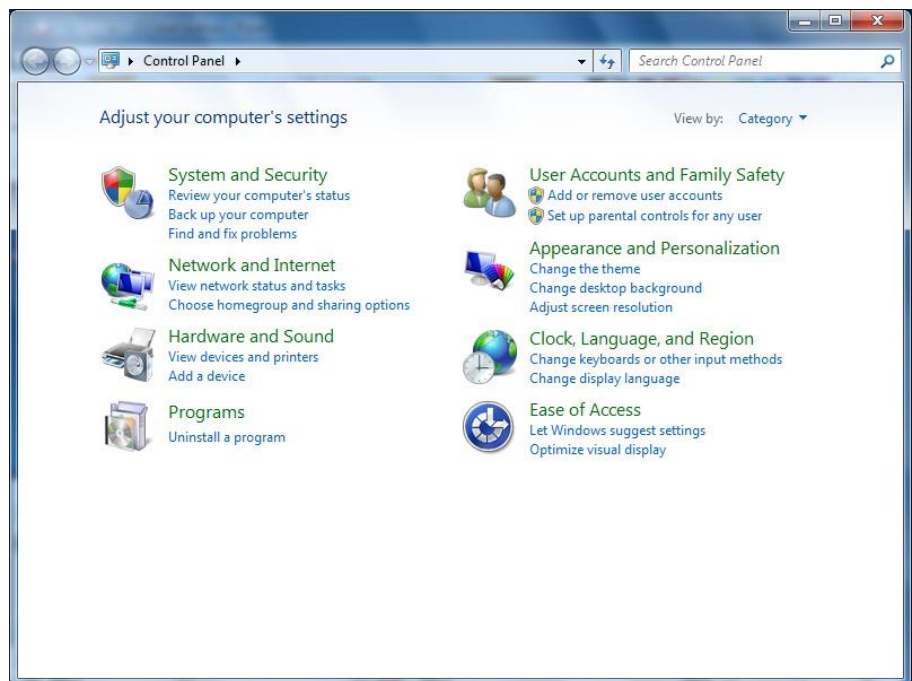 Control Panel
Search Control Panel
Adjust your computer's settings
View by: Category
System and Security
Review your computer's status
Back up your computer
Find and fix problems
Network and Internet
View network status and tasks
Choose homegroup and sharing options
Hardware and Sound
View devices and printers
Add a device
Programs
Uninstall a program
User Accounts and Family Safety
Add or remove user accounts
Set up parental controls for any user
Appearance and Personalization
Change the theme
Change desktop background
Adjust screen resolution
Clock, Language, and Region
Change keyboards or other input methods
Change display language
Ease of Access
Let Windows suggest settings
Optimize visual display